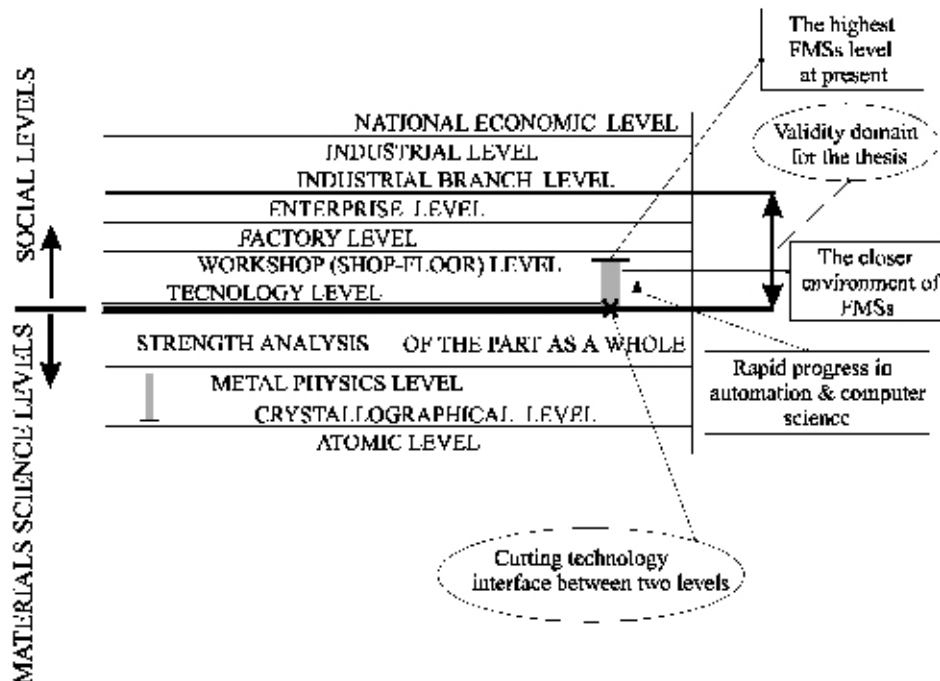 The highest
FMSs level
at present
NATIONAL ECONOMIC LEVEL
INDUSTRIAL LEVEL
INDUSTRIAL BRANCH LEVEL
ENTERPRISE LEVEL
FACTORY LEVEL
WORKSHOP (SHOP-FLOOR) LEVEL
TECNOLOGY LEVEL
STRENGTH ANALYSIS OF THE PART AS A WHOLE
METAL PHYSICS LEVEL
CRYSTALLOGRAPHICAL LEVEL
ATOMIC LEVEL
SOCIAL LEVELS
MATERIALS SCIENCE LEVELS
Validity domain
for the thesis
The closer
environment of
FMSs
Rapid progress in
automation & computer
science
Cutting technology
interface between two levels